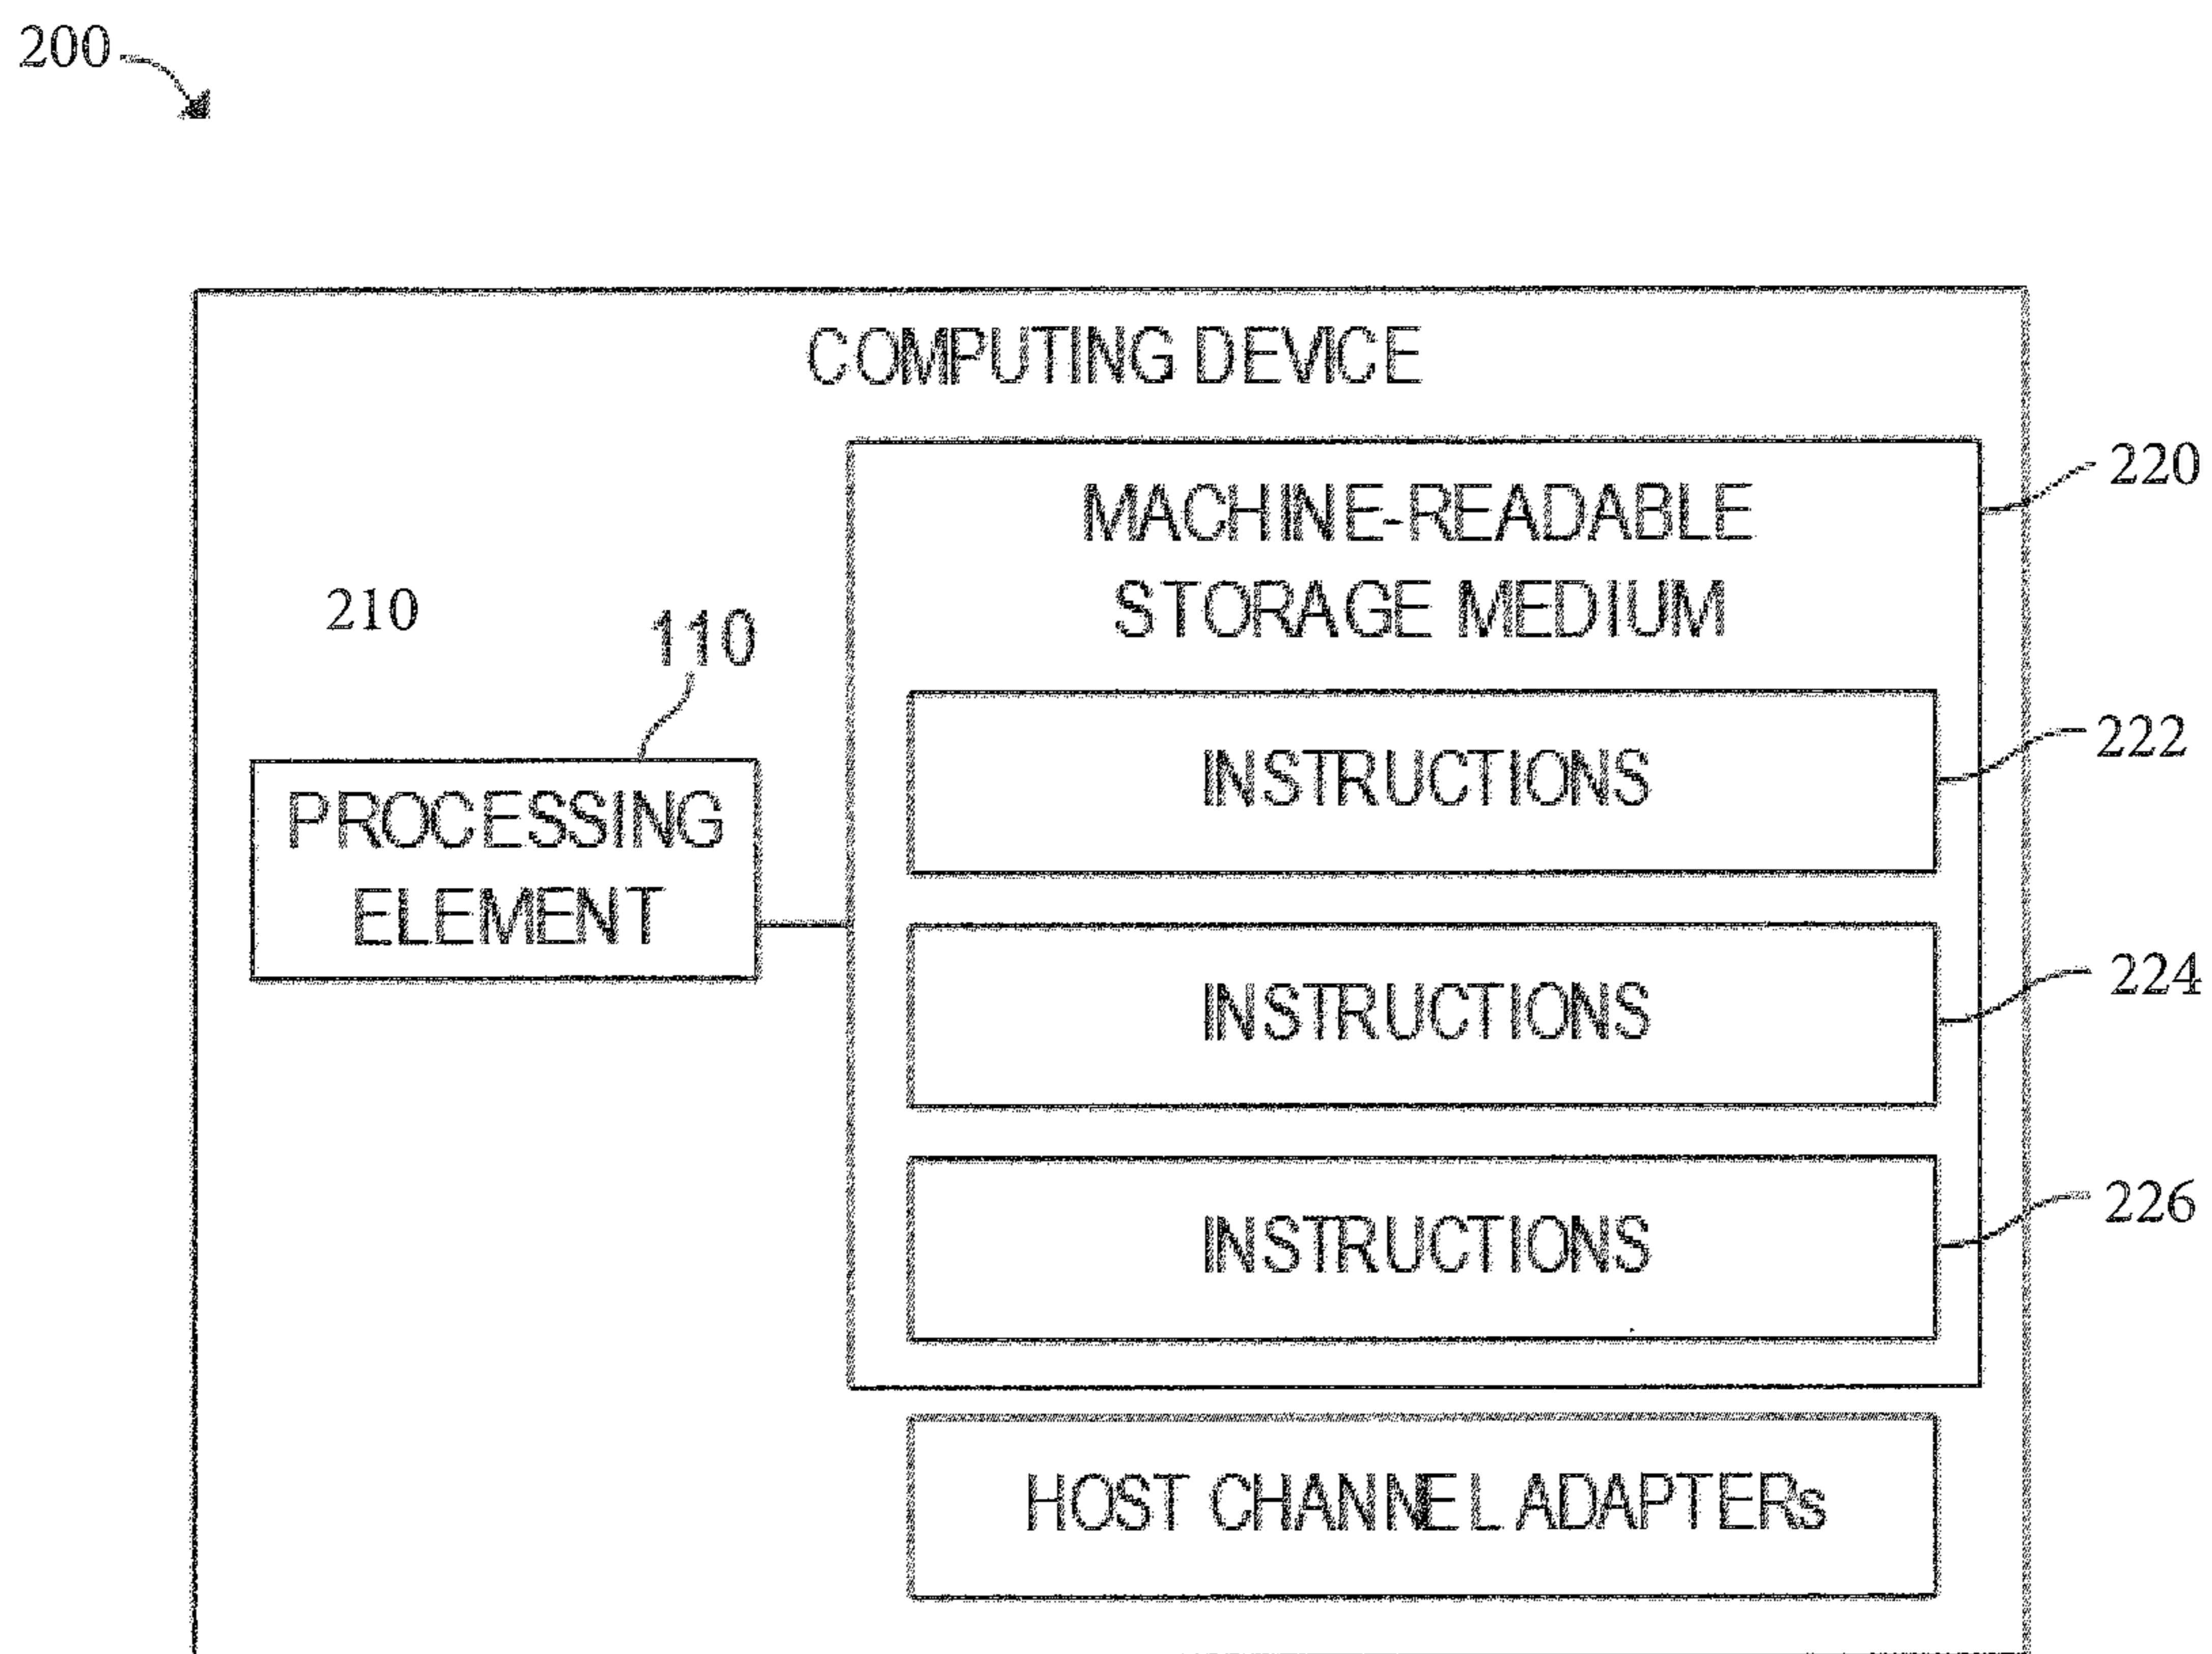 200
COMPUTING DEVICE
MACHINE-READABLE
STORAGE MEDIUM
220
210
110
PROCESSING
ELEMENT
INSTRUCTIONS
222
INSTRUCTIONS
224
INSTRUCTIONS
226
HOST CHANNEL ADAPTERs